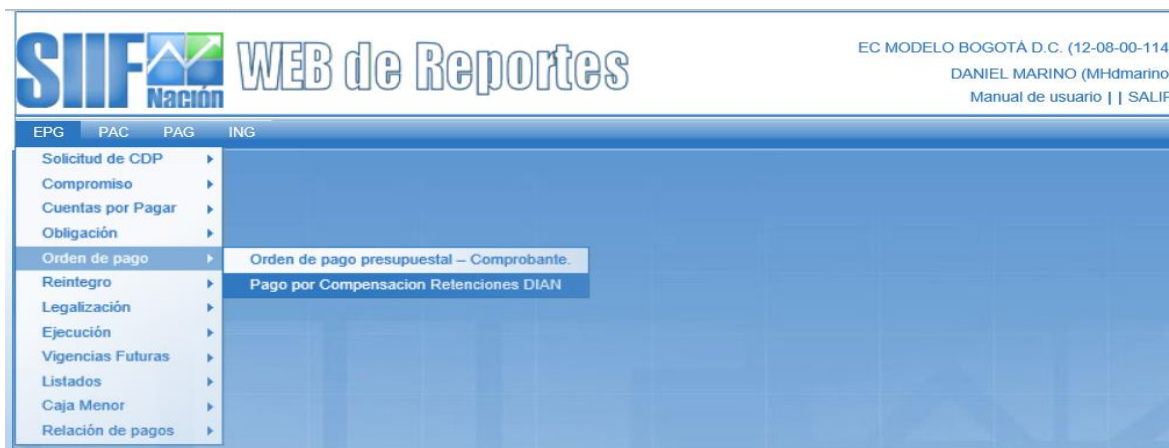 SIIF Nación WEB de Reportes
EC MODELO BOGOTÁ D.C. (12-08-00-114
DANIEL MARINO (MHdmarino
Manual de usuario | | SALIR
EPG PAC PAG ING
Solicitud de CDP
Compromiso
Cuentas por Pagar
Obligación
Orden de pago
Orden de pago presupuestal – Comprobante.
Pago por Compensacion Retenciones DIAN
Reintegro
Legalización
Ejecución
Vigencias Futuras
Listados
Caja Menor
Relación de pagos